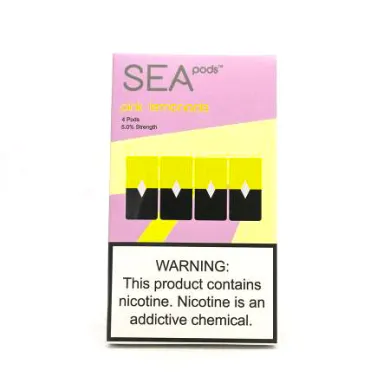 SEA pods™
pink lemonade
4 Pods
5.0% Strength
WARNING:
This product contains
nicotine. Nicotine is an
addictive chemical.